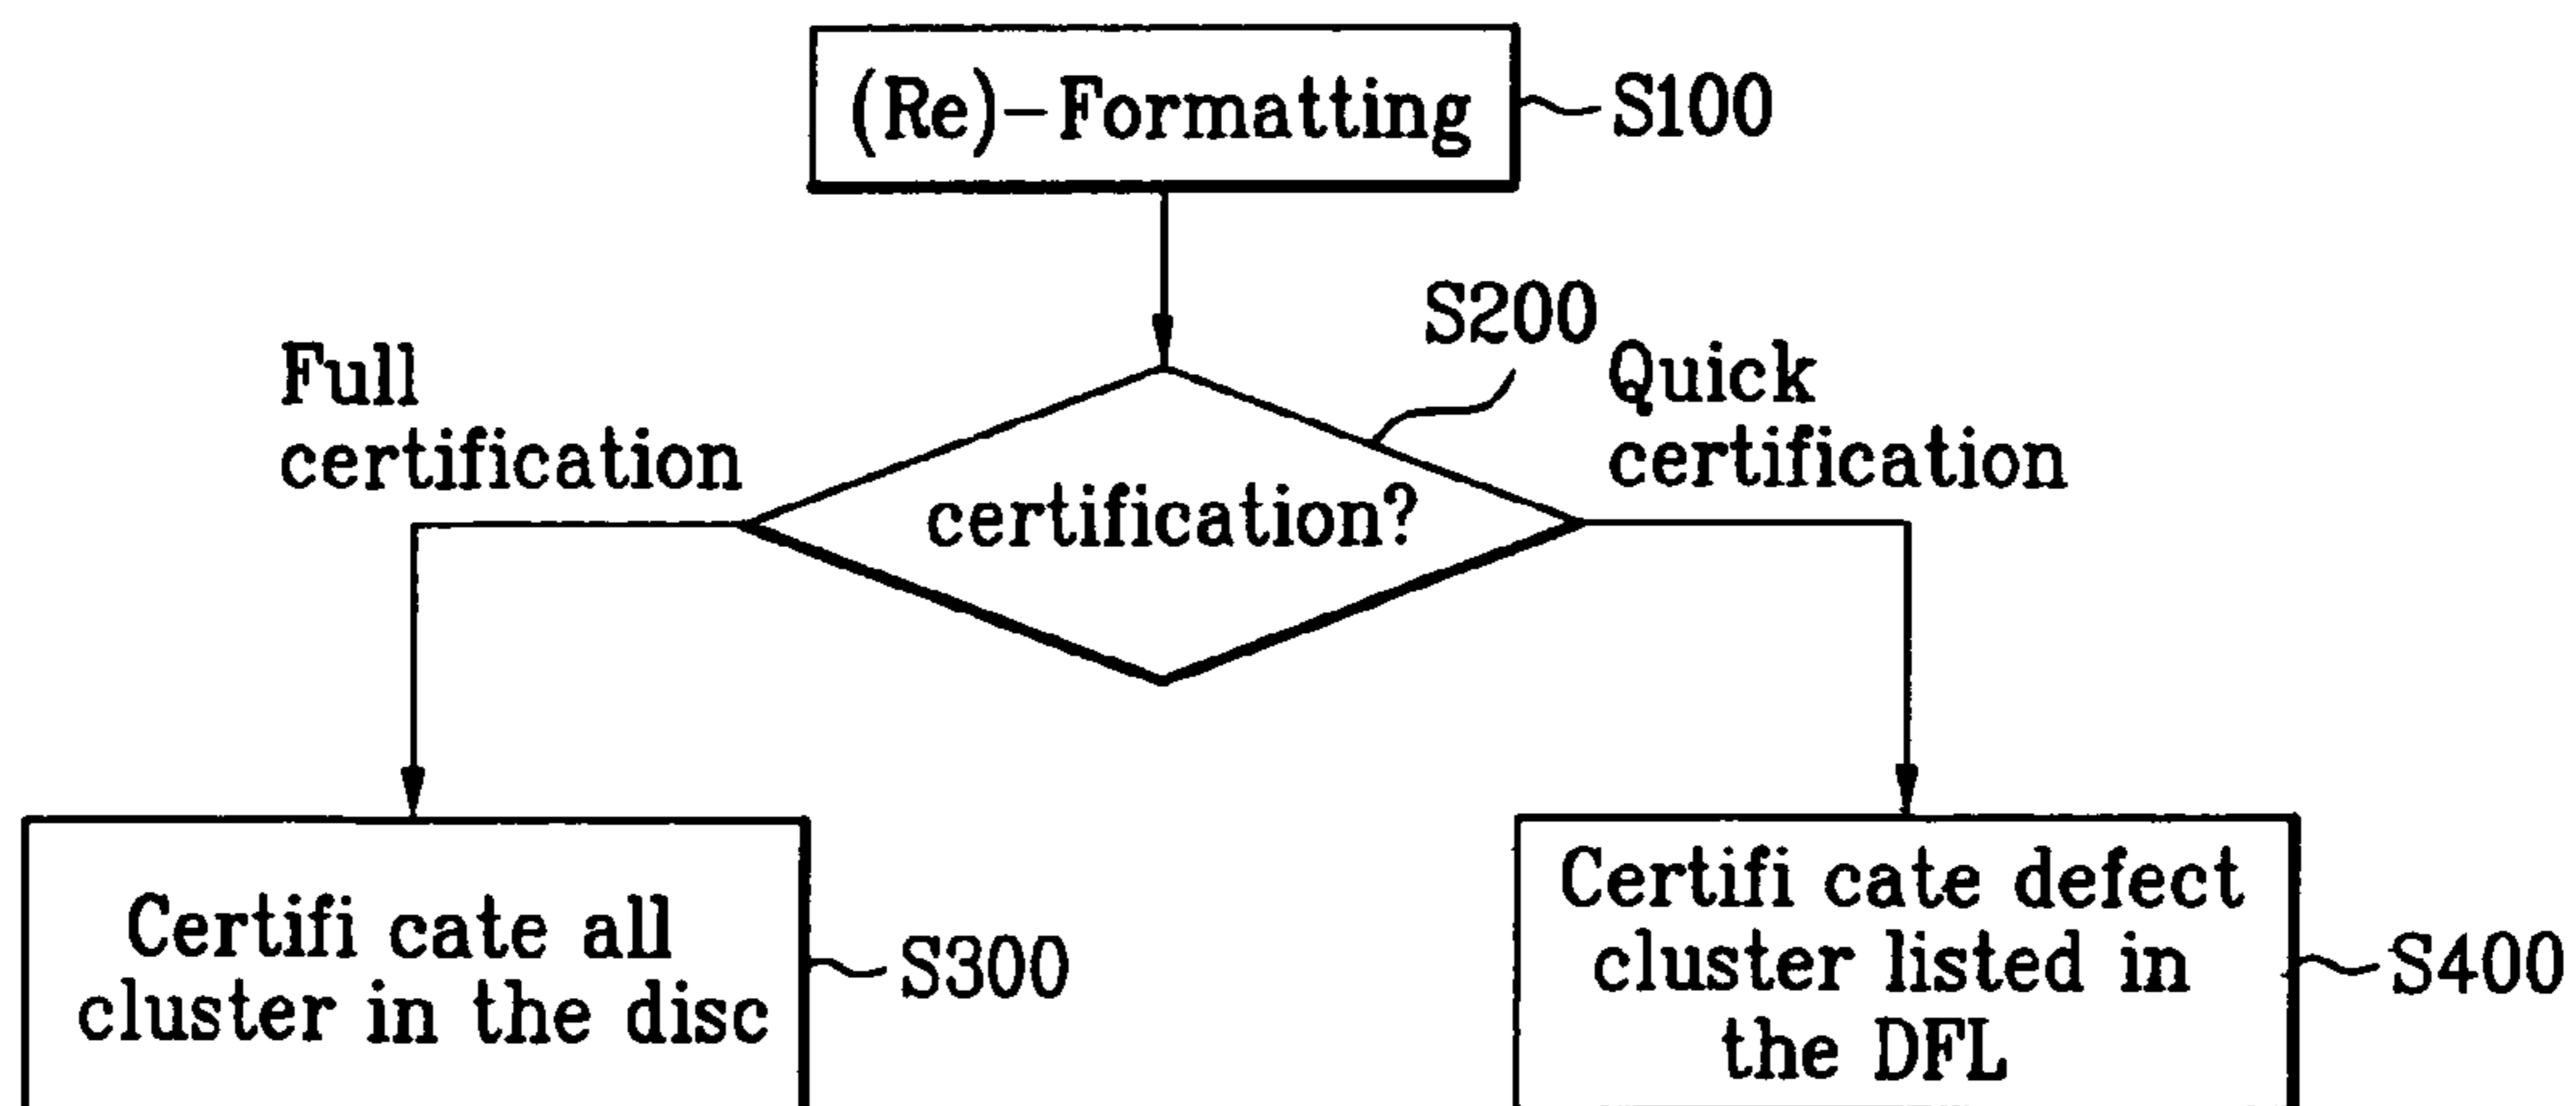 (Re)-Formatting
S100
S200
Full
certification
certification?
Quick
certification
Certifi cate all
cluster in the disc
S300
Certifi cate defect
cluster listed in
the DFL
S400